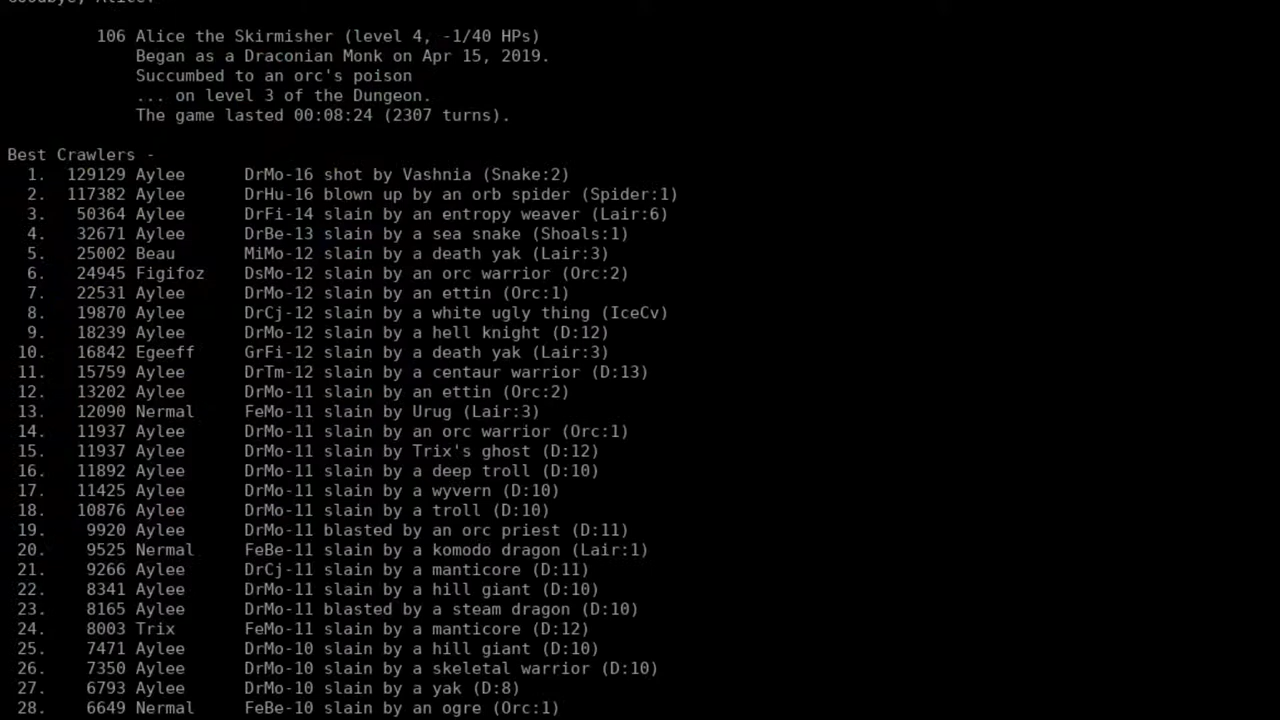 Goodbye, Alice.
106 Alice the Skirmisher (level 4, -1/40 HPs)
Began as a Draconian Monk on Apr 15, 2019.
Succumbed to an orc's poison
... on level 3 of the Dungeon.
The game lasted 00:08:24 (2307 turns).
Best Crawlers -
1. 129129 Aylee DrMo-16 shot by Vashnia (Snake:2)
2. 117382 Aylee DrHu-16 blown up by an orb spider (Spider:1)
3. 50364 Aylee DrFi-14 slain by an entropy weaver (Lair:6)
4. 32671 Aylee DrBe-13 slain by a sea snake (Shoals:1)
5. 25002 Beau MiMo-12 slain by a death yak (Lair:3)
6. 24945 Figifoz DsMo-12 slain by an orc warrior (Orc:2)
7. 22531 Aylee DrMo-12 slain by an ettin (Orc:1)
8. 19870 Aylee DrCj-12 slain by a white ugly thing (IceCv)
9. 18239 Aylee DrMo-12 slain by a hell knight (D:12)
10. 16842 Egeeff GrFi-12 slain by a death yak (Lair:3)
11. 15759 Aylee DrTm-12 slain by a centaur warrior (D:13)
12. 13202 Aylee DrMo-11 slain by an ettin (Orc:2)
13. 12090 Nermal FeMo-11 slain by Urug (Lair:3)
14. 11937 Aylee DrMo-11 slain by an orc warrior (Orc:1)
15. 11937 Aylee DrMo-11 slain by Trix's ghost (D:12)
16. 11892 Aylee DrMo-11 slain by a deep troll (D:10)
17. 11425 Aylee DrMo-11 slain by a wyvern (D:10)
18. 10876 Aylee DrMo-11 slain by a troll (D:10)
19. 9920 Aylee DrMo-11 blasted by an orc priest (D:11)
20. 9525 Nermal FeBe-11 slain by a komodo dragon (Lair:1)
21. 9266 Aylee DrCj-11 slain by a manticore (D:11)
22. 8341 Aylee DrMo-11 slain by a hill giant (D:10)
23. 8165 Aylee DrMo-11 blasted by a steam dragon (D:10)
24. 8003 Trix FeMo-11 slain by a manticore (D:12)
25. 7471 Aylee DrMo-10 slain by a hill giant (D:10)
26. 7350 Aylee DrMo-10 slain by a skeletal warrior (D:10)
27. 6793 Aylee DrMo-10 slain by a yak (D:8)
28. 6649 Nermal FeBe-10 slain by an ogre (Orc:1)